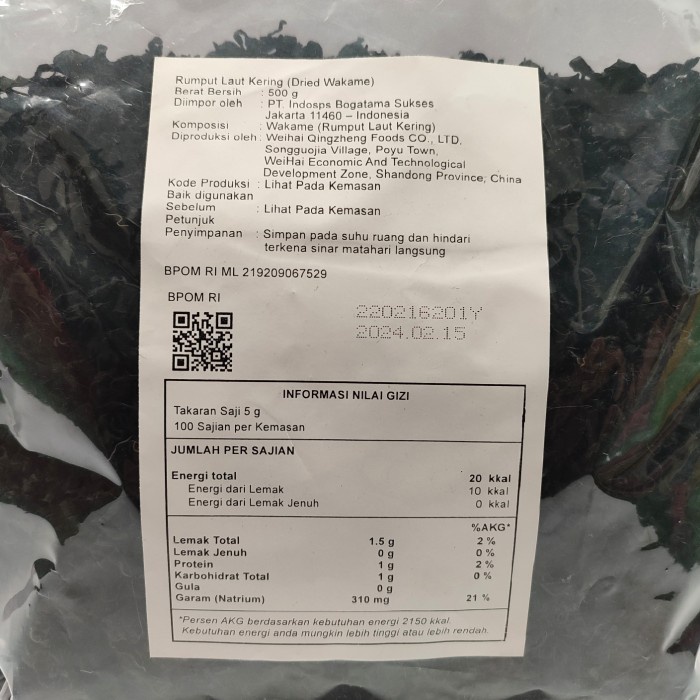 Rumput Laut Kering (Dried Wakame)
Berat Bersih : 500 g
Diimpor oleh : PT. Indosps Bogatama Sukses
Jakarta 11460 – Indonesia
Komposisi : Wakame (Rumput Laut Kering)
Diproduksi oleh : Weihai Qingzheng Foods CO., LTD.
Songguojia Village, Poyu Town,
WeiHai Economic And Technological
Development Zone, Shandong Province, China
Kode Produksi : Lihat Pada Kemasan
Baik digunakan
Sebelum : Lihat Pada Kemasan
Petunjuk
Penyimpanan : Simpan pada suhu ruang dan hindari
terkena sinar matahari langsung
BPOM RI ML 219209067529
BPOM RI
220216201Y
2024.02.15
INFORMASI NILAI GIZI
Takaran Saji 5 g
100 Sajian per Kemasan
JUMLAH PER SAJIAN
Energi total 20 kkal
Energi dari Lemak 10 kkal
Energi dari Lemak Jenuh 0 kkal
%AKG*
Lemak Total 1.5 g 2 %
Lemak Jenuh 0 g 0 %
Protein 1 g 2 %
Karbohidrat Total 1 g 0 %
Gula 0 g
Garam (Natrium) 310 mg 21 %
*Persen AKG berdasarkan kebutuhan energi 2150 kkal.
Kebutuhan energi anda mungkin lebih tinggi atau lebih rendah.